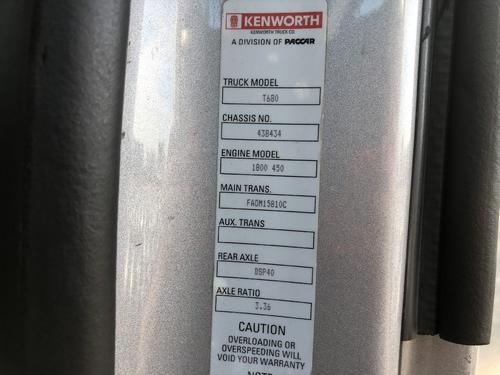 KENWORTH
KENWORTH TRUCK CO.
A DIVISION OF PACCAR
TRUCK MODEL
T680
CHASSIS NO.
438434
ENGINE MODEL
1800 450
MAIN TRANS.
FAOM15810C
AUX. TRANS
REAR AXLE
DSP40
AXLE RATIO
3.36
CAUTION
OVERLOADING OR
OVERSPEEDING WILL
VOID YOUR WARRANTY
NOTE